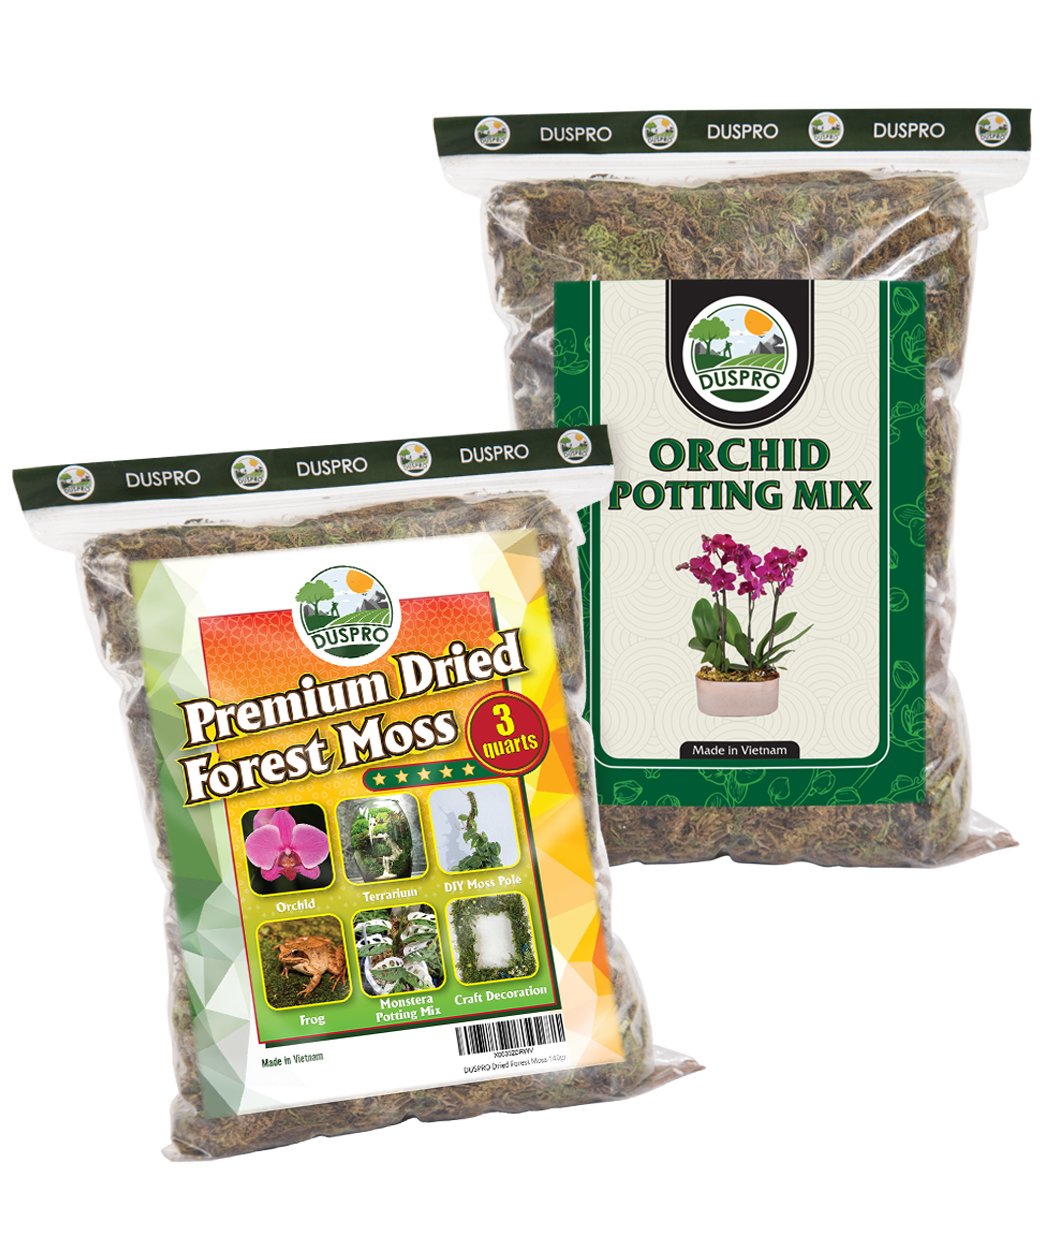 DUSPRO DUSPRO DUSPRO
DUSPRO
ORCHID
POTTING MIX
Made in Vietnam
DUSPRO DUSPRO DUSPRO
DUSPRO
Premium Dried
Forest Moss
3
quarts
Orchid
Terrarium
DIY Moss Pole
Frog
Monstera
Potting Mix
Craft Decoration
Made in Vietnam
DUSPRO Dried Forest Moss 140gr